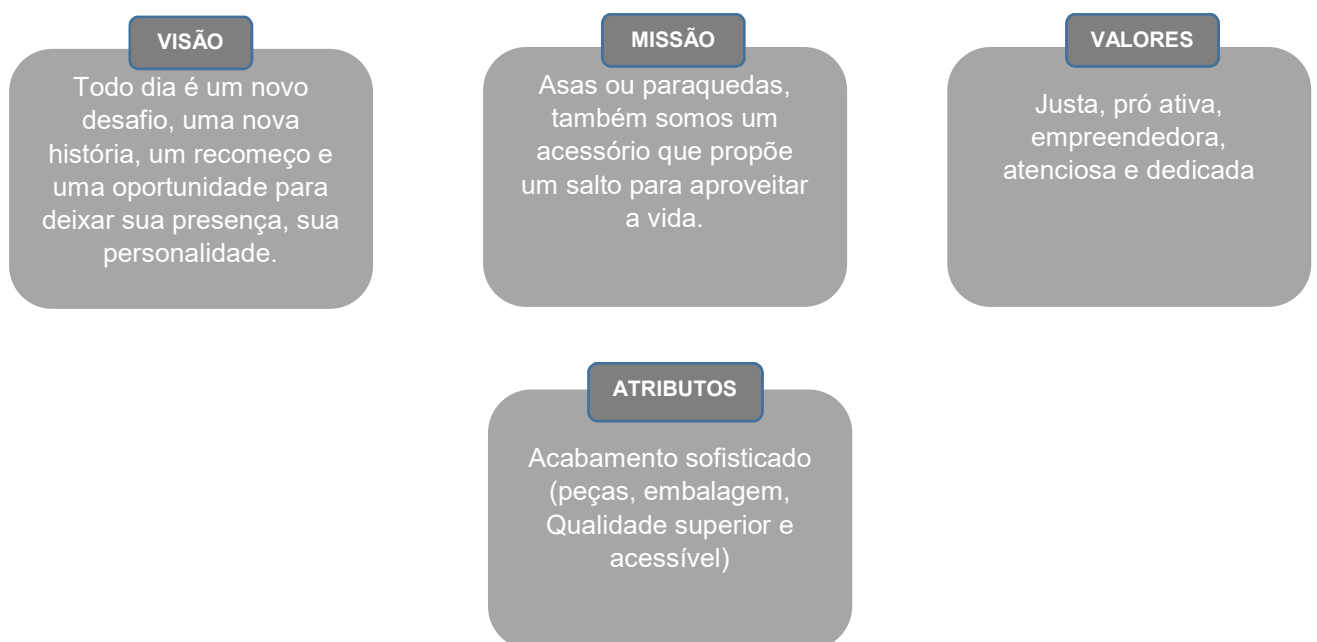 VISÃO
Todo dia é um novo
desafio, uma nova
história, um recomeço e
uma oportunidade para
deixar sua presença, sua
personalidade.
MISSÃO
Asas ou paraquedas,
também somos um
acessório que propõe
um salto para aproveitar
a vida.
VALORES
Justa, pró ativa,
empreendedora,
atenciosa e dedicada
ATRIBUTOS
Acabamento sofisticado
(peças, embalagem,
Qualidade superior e
acessível)